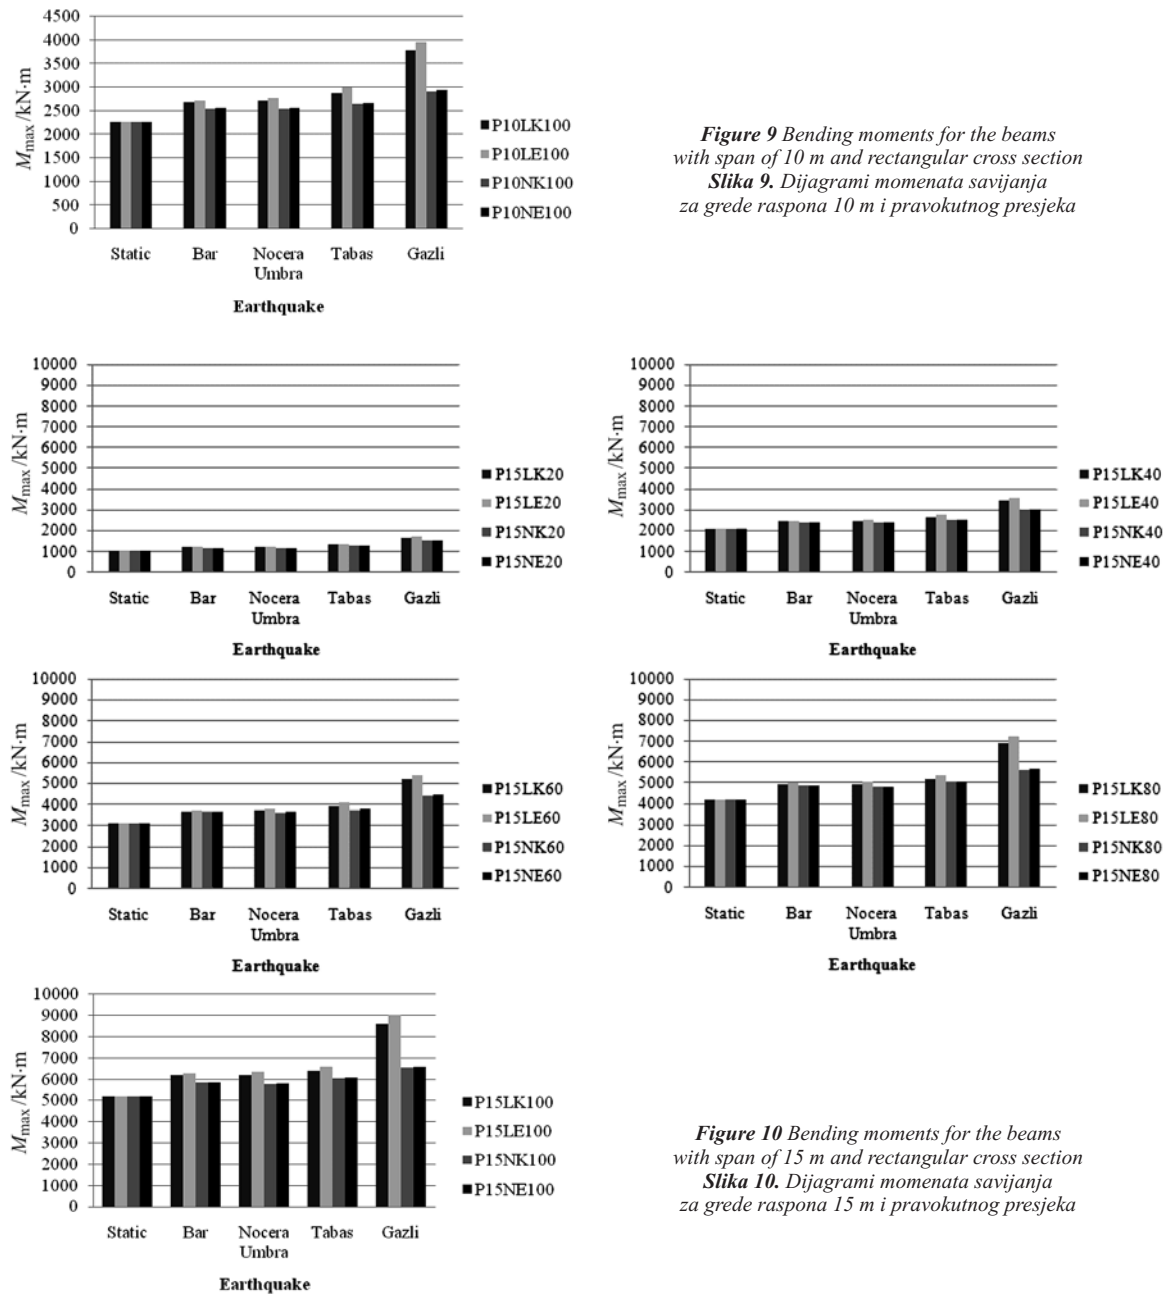 4500
4000
3500
3000
2500
2000
1500
1000
500
0
M max /kN·m
Static Bar Nocera Umbra Tabas Gazli
Earthquake
P10LK100
P10LE100
P10NK100
P10NE100
Figure 9 Bending moments for the beams
with span of 10 m and rectangular cross section
Slika 9. Dijagrami momenata savijanja
za grede raspona 10 m i pravokutnog presjeka
10000
9000
8000
7000
6000
5000
4000
3000
2000
1000
0
M max /kN·m
Static Bar Nocera Umbra Tabas Gazli
Earthquake
P15LK20
P15LE20
P15NK20
P15NE20
10000
9000
8000
7000
6000
5000
4000
3000
2000
1000
0
M max /kN·m
Static Bar Nocera Umbra Tabas Gazli
Earthquake
P15LK40
P15LE40
P15NK40
P15NE40
10000
9000
8000
7000
6000
5000
4000
3000
2000
1000
0
M max /kN·m
Static Bar Nocera Umbra Tabas Gazli
Earthquake
P15LK60
P15LE60
P15NK60
P15NE60
10000
9000
8000
7000
6000
5000
4000
3000
2000
1000
0
M max /kN·m
Static Bar Nocera Umbra Tabas Gazli
Earthquake
P15LK80
P15LE80
P15NK80
P15NE80
10000
9000
8000
7000
6000
5000
4000
3000
2000
1000
0
M max /kN·m
Static Bar Nocera Umbra Tabas Gazli
Earthquake
P15LK100
P15LE100
P15NK100
P15NE100
Figure 10 Bending moments for the beams
with span of 15 m and rectangular cross section
Slika 10. Dijagrami momenata savijanja
za grede raspona 15 m i pravokutnog presjeka